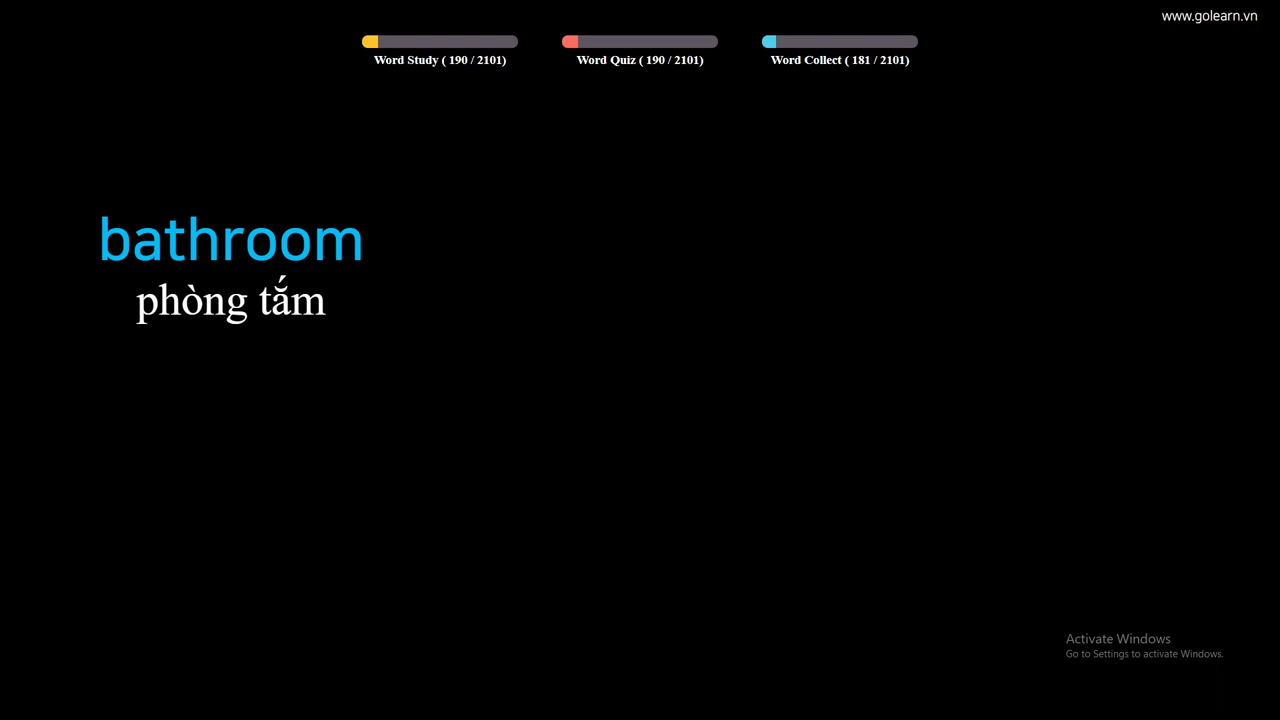 www.golearn.vn
Word Study ( 190 / 2101)
Word Quiz ( 190 / 2101)
Word Collect ( 181 / 2101)
bathroom
phòng tắm
Activate Windows
Go to Settings to activate Windows.